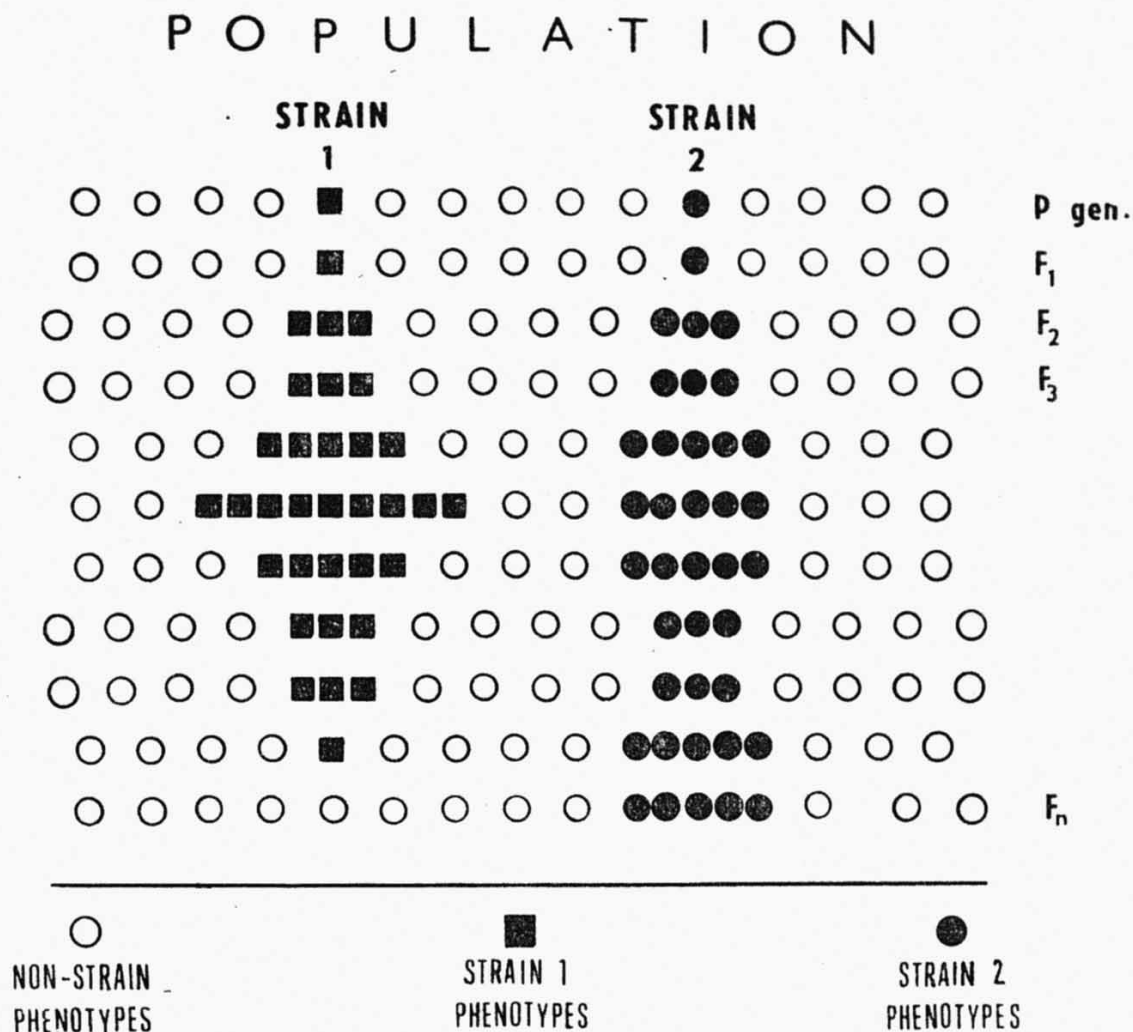 POPULATION
STRAIN
1
STRAIN
2
P gen.
F1
F2
F3
Fn
NON-STRAIN
PHENOTYPES
STRAIN 1
PHENOTYPES
STRAIN 2
PHENOTYPES